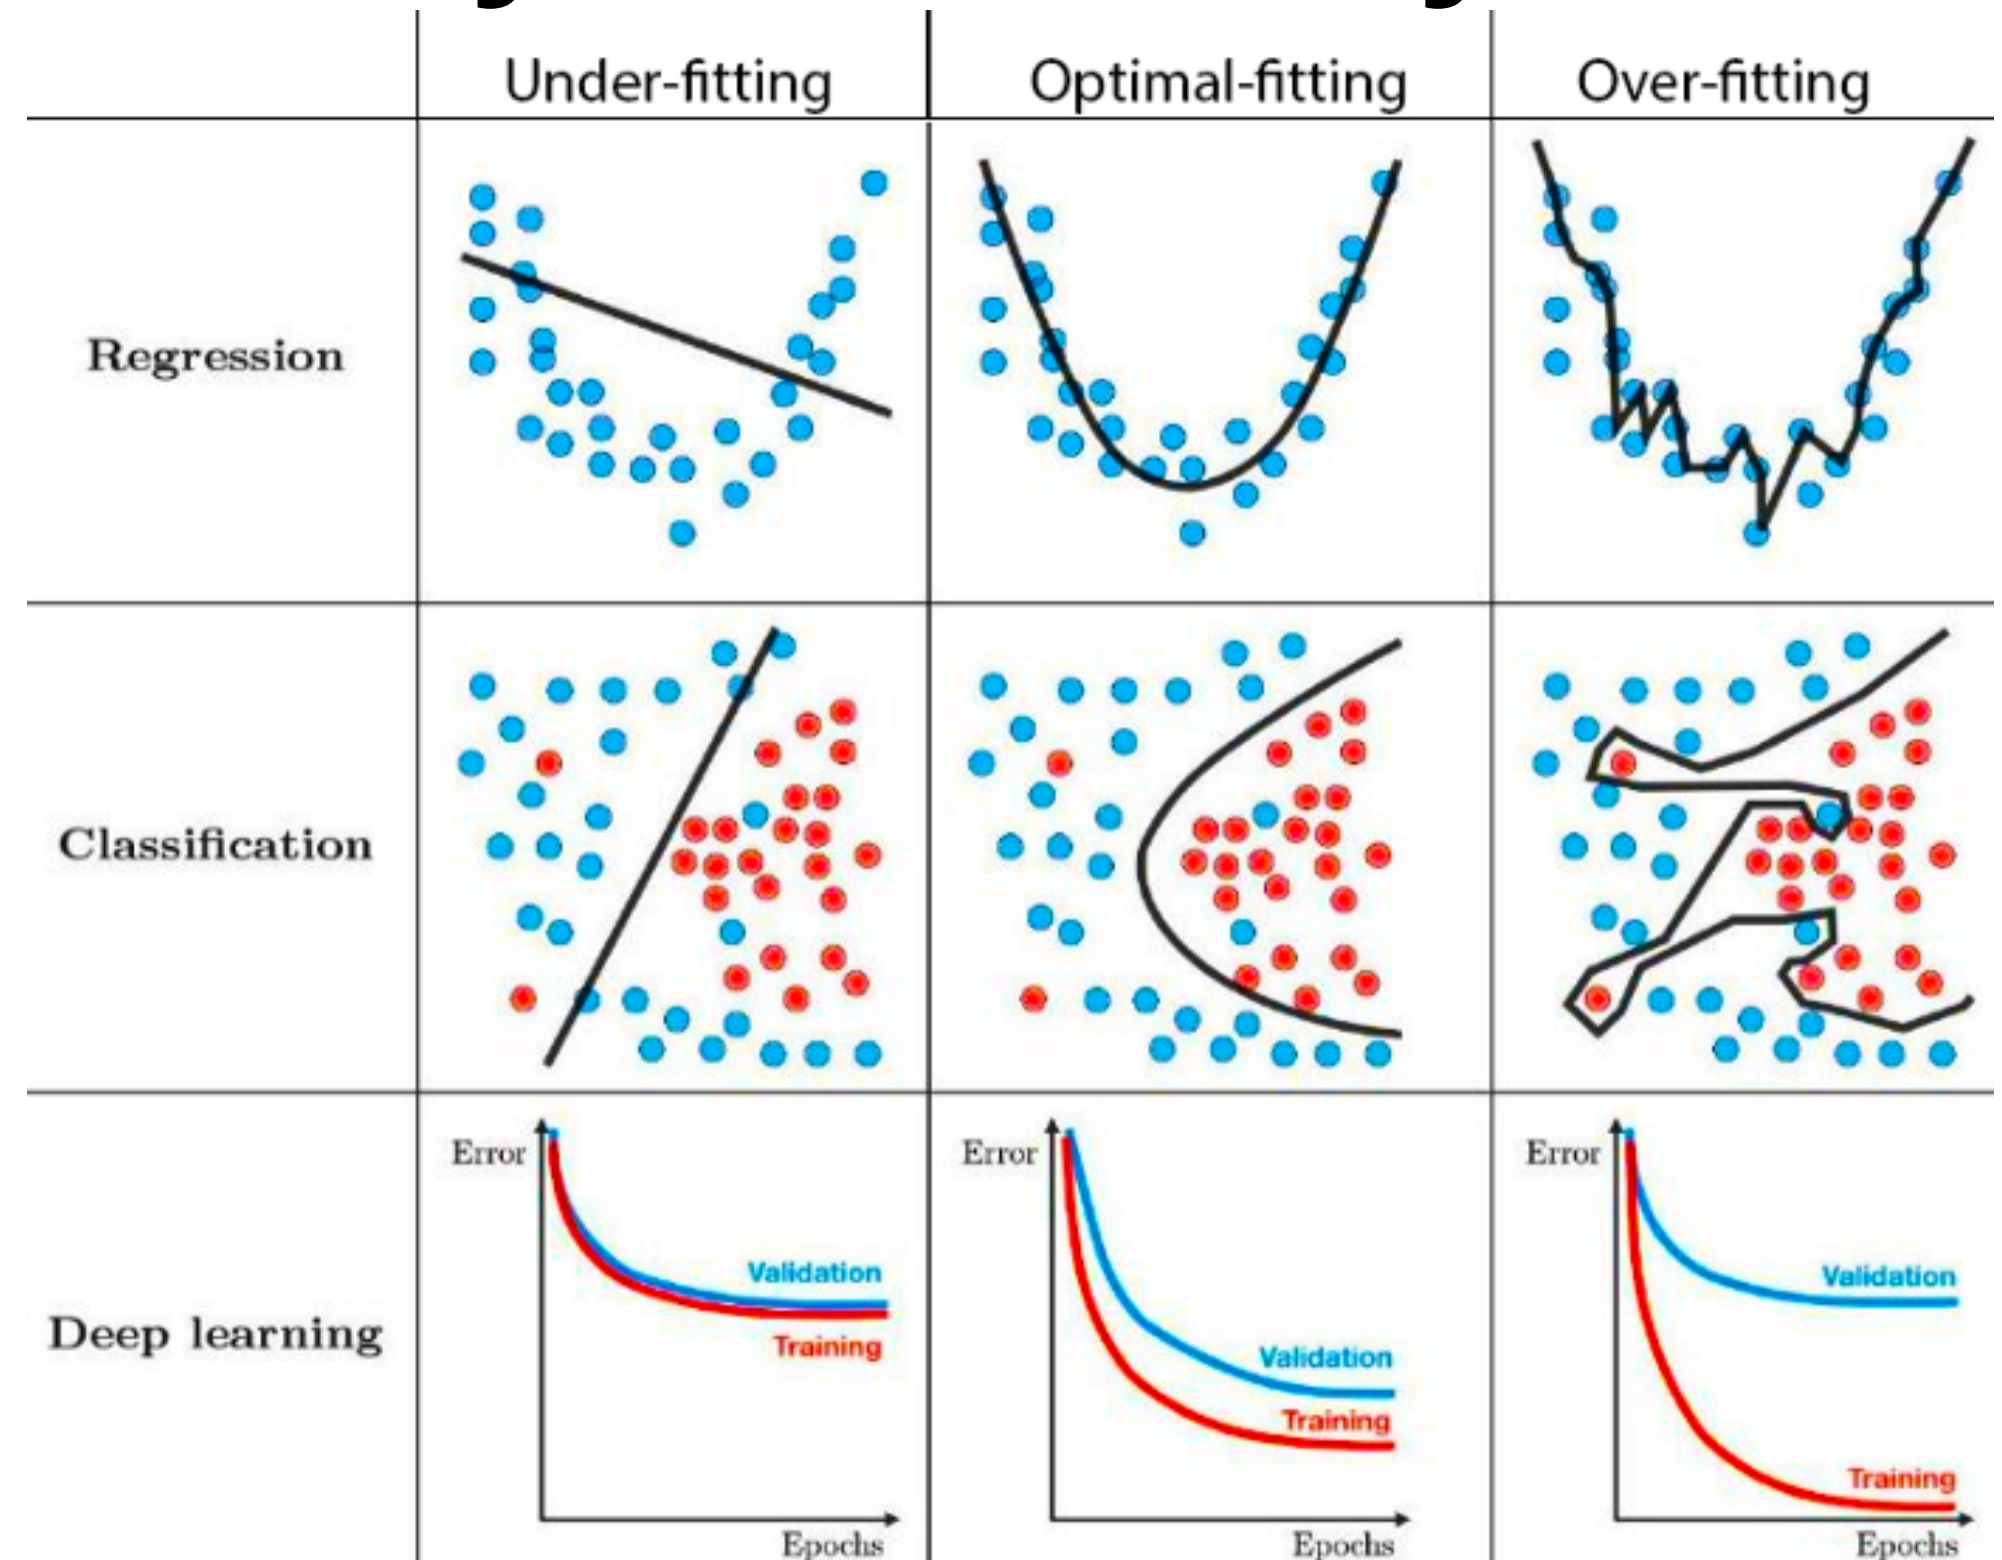 Under-fitting
Optimal-fitting
Over-fitting
Regression
Classification
Deep learning
Error
Validation
Training
Epochs
Error
Validation
Training
Epochs
Error
Validation
Training
Epochs